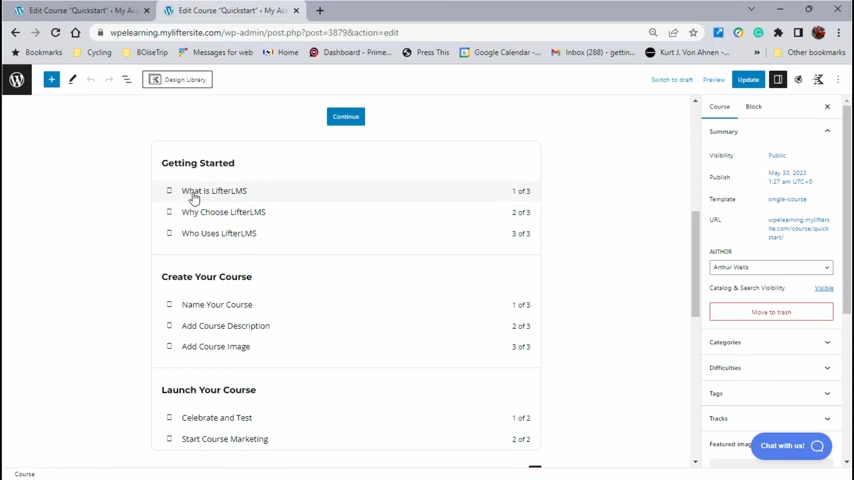 Edit Course "Quickstart" ‹ My Ac
Edit Course "Quickstart" ‹ My Ac
wpelearning.myliftersite.com/wp-admin/post.php?post=3879&action=edit
Bookmarks Cycling BOiseTrip Messages for web Home Dashboard - Prime... Press This Google Calendar -... Inbox (288) - gettin... Kurt J. Von Ahnen -... » Other bookmarks
Design Library Switch to draft Preview Update
Course Block
Continue
Summary
Getting Started
Visibility Public
What is LifterLMS 1 of 3
Publish May 30, 2023
1:27 am UTC+0
Why Choose LifterLMS 2 of 3
Template single-course
Who Uses LifterLMS 3 of 3
URL wpelearning.mylifters
ite.com/course/quick
start/
AUTHOR
Arthur Wells
Create Your Course
Catalog & Search Visibility Visible
Name Your Course 1 of 3
Move to trash
Add Course Description 2 of 3
Add Course Image 3 of 3
Categories
Difficulties
Launch Your Course
Tags
Celebrate and Test 1 of 2
Tracks
Start Course Marketing 2 of 2
Featured imag
Chat with us!
Course